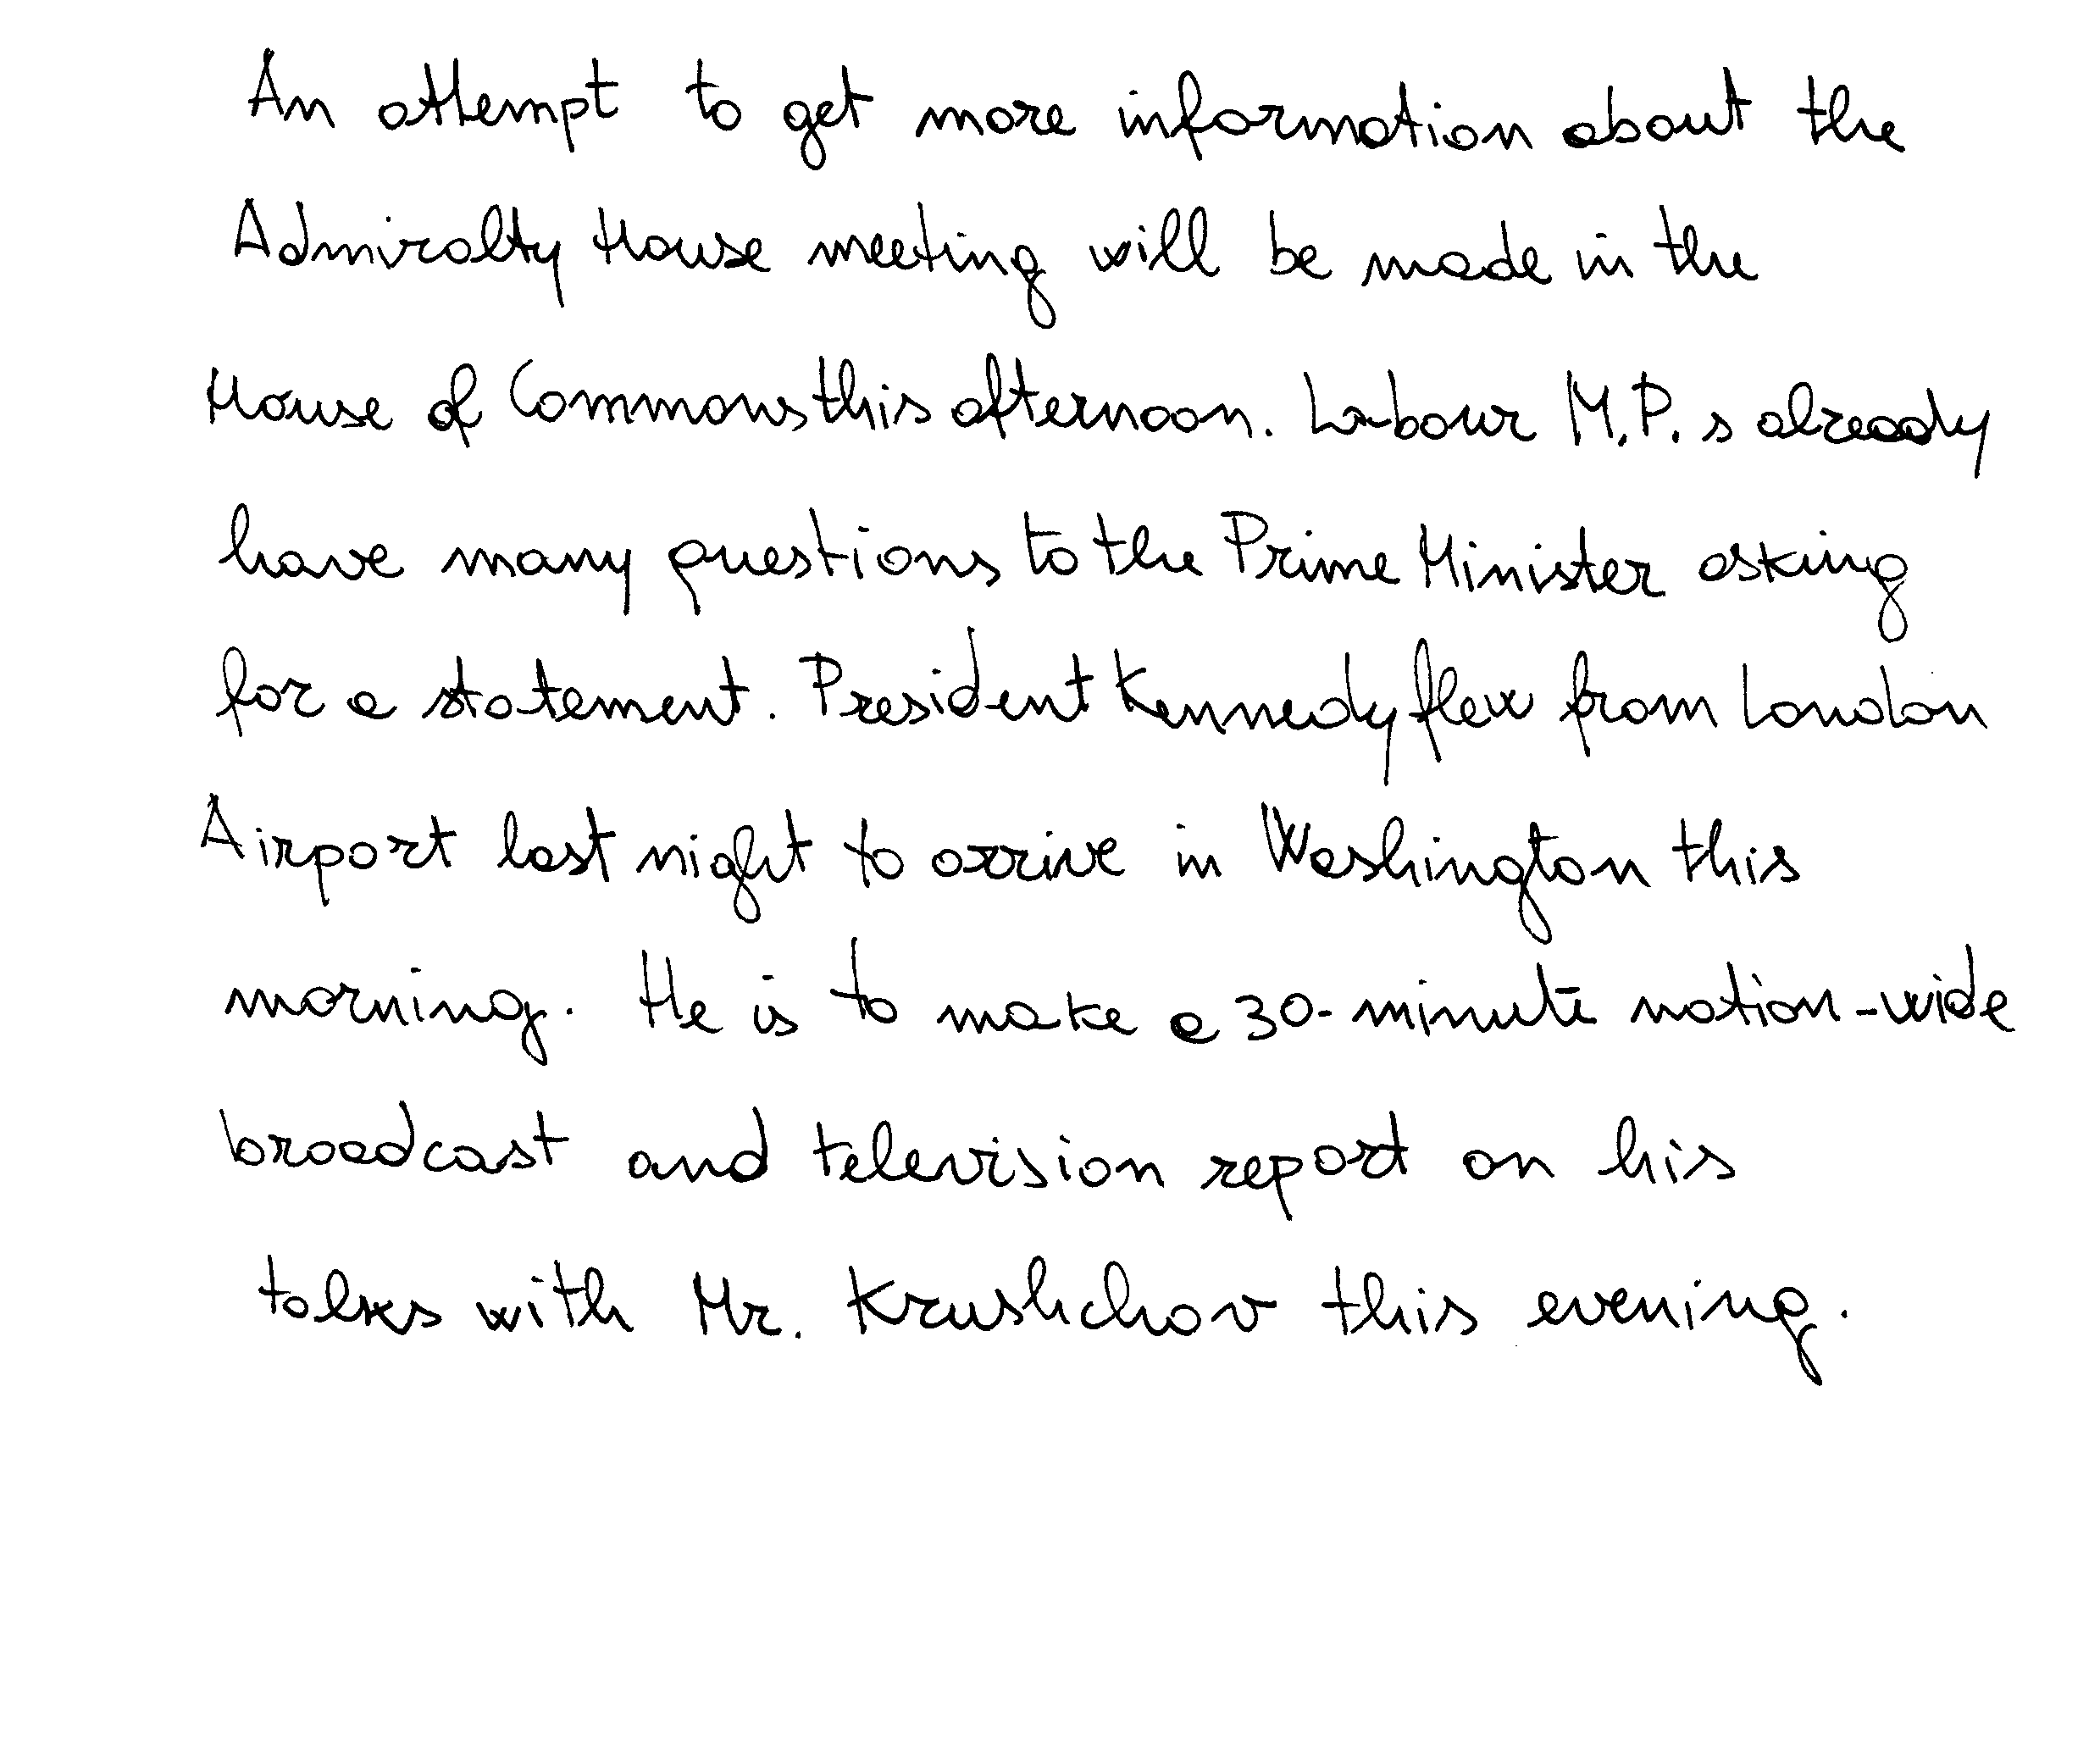 An attempt to get more information about the
Admiralty House meeting will be made in the
House of Commons this afternoon. Labour M.P.s already
have many questions to the Prime Minister asking
for a statement. President Kennedy flew from London
Airport last night to arrive in Washington this
morning. He is to make a 30-minute nation-wide
broadcast and television report on his
talks with Mr. Krushchov this evening.